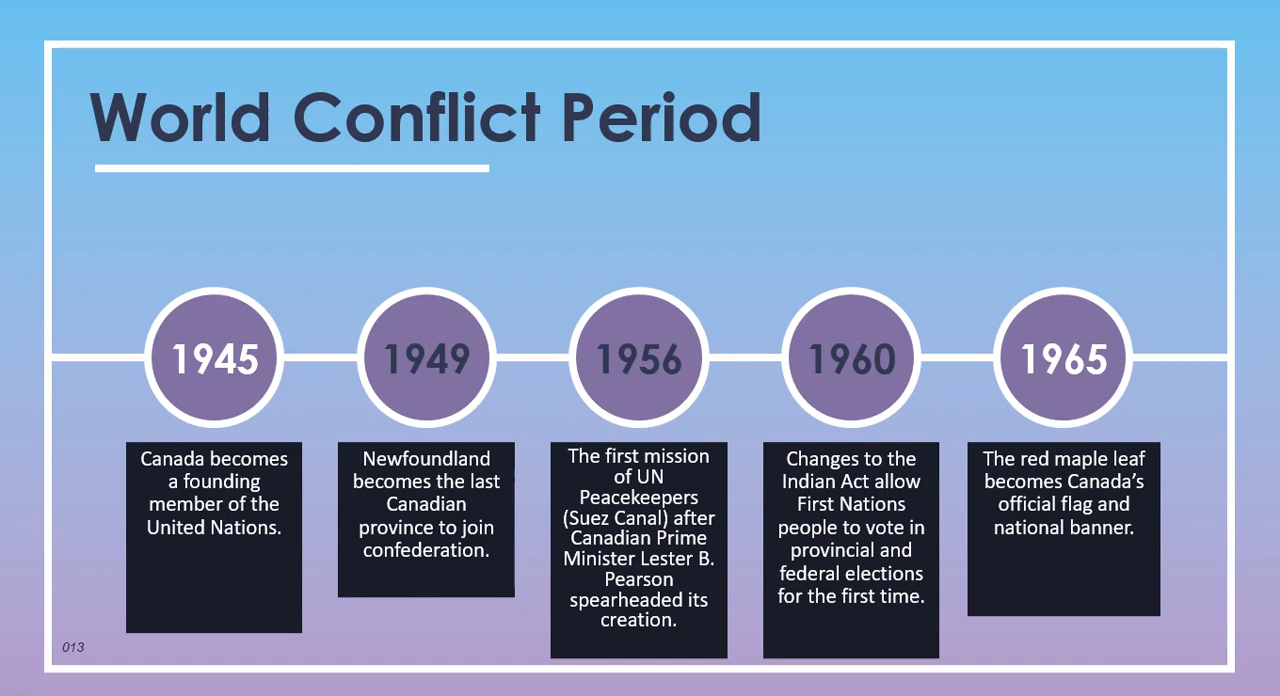 World Conflict Period
1945
1949
1956
1960
1965
Canada becomes
a founding
member of the
United Nations.
Newfoundland
becomes the last
Canadian
province to join
confederation.
The first mission
of UN
Peacekeepers
(Suez Canal) after
Canadian Prime
Minister Lester B.
Pearson
spearheaded its
creation.
Changes to the
Indian Act allow
First Nations
people to vote in
provincial and
federal elections
for the first time.
The red maple leaf
becomes Canada’s
official flag and
national banner.
013